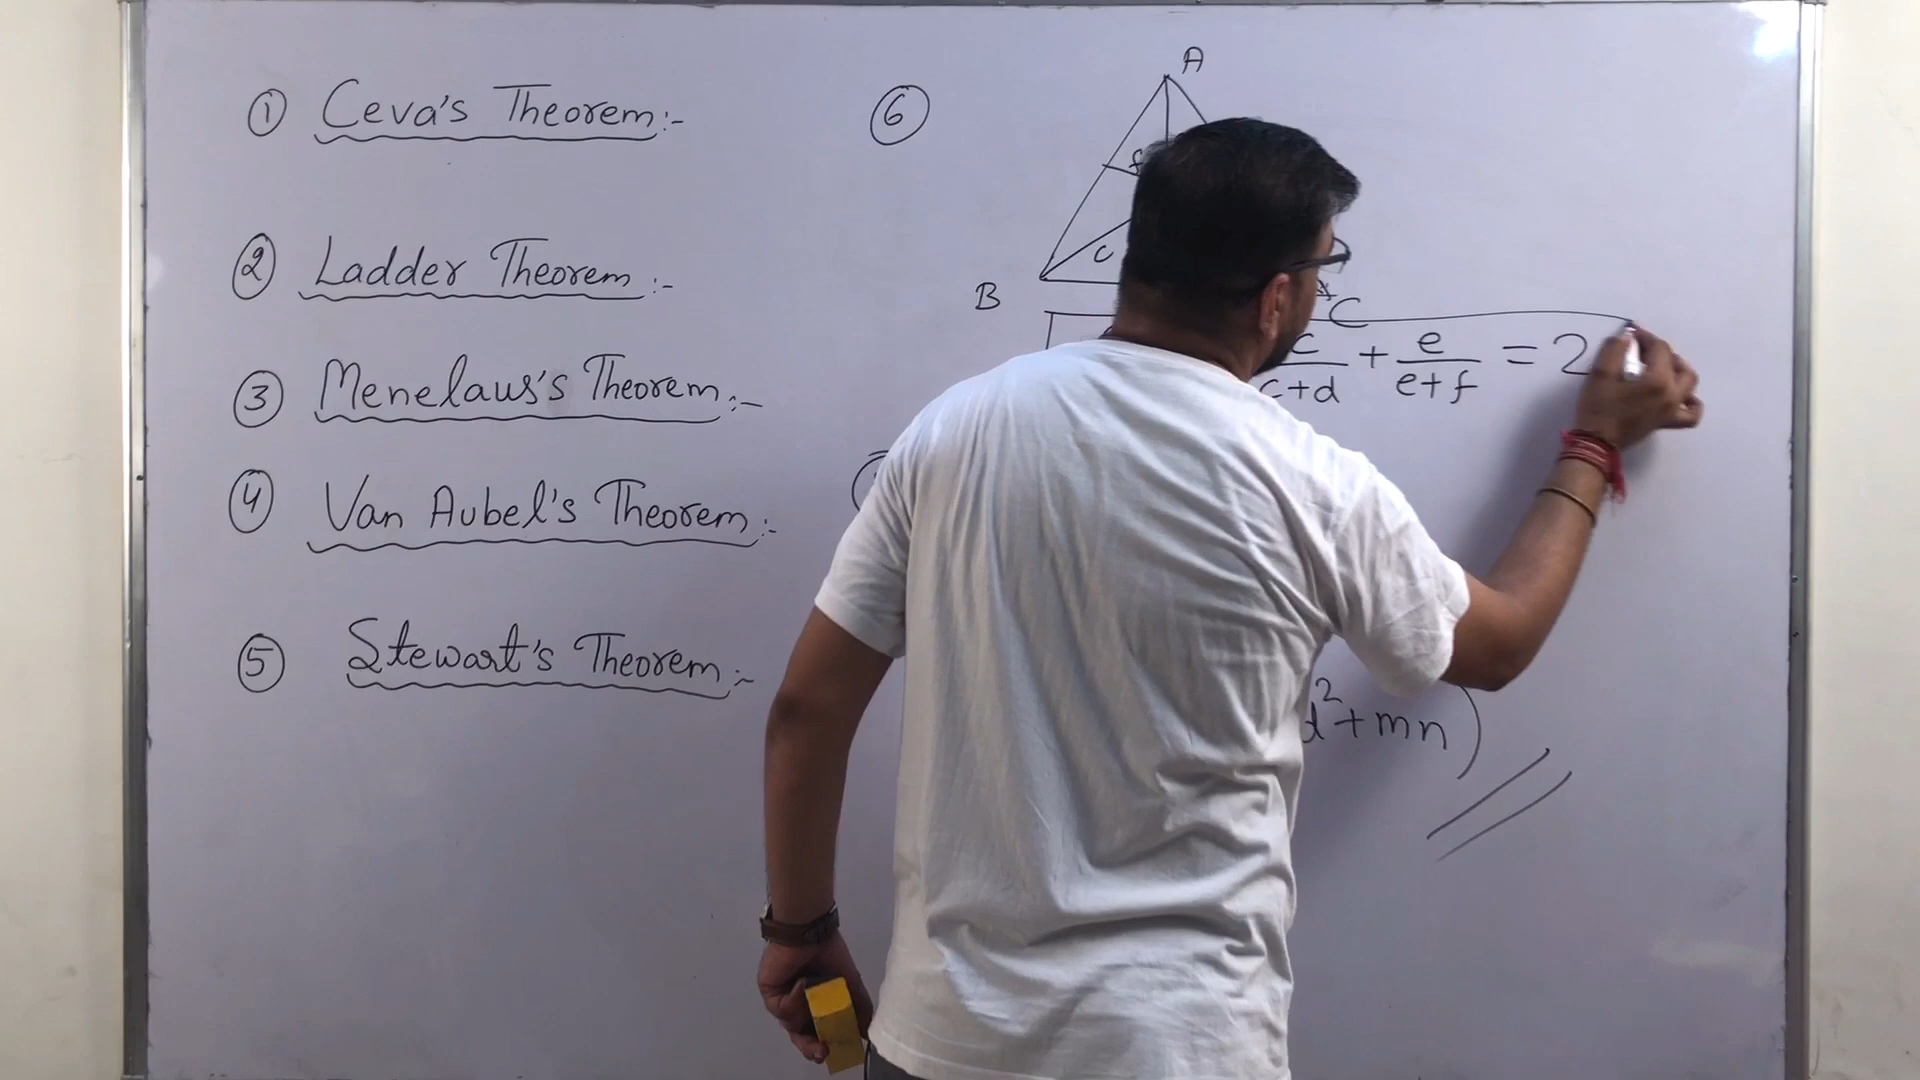 ① Ceva's Theorem:-
② Ladder Theorem:-
③ Menelaus's Theorem:-
④ Van Aubel's Theorem:-
⑤ Stewart's Theorem:-
⑥
A
f
c
B
C
c/c+d + e/e+f = 2
d²+mn)